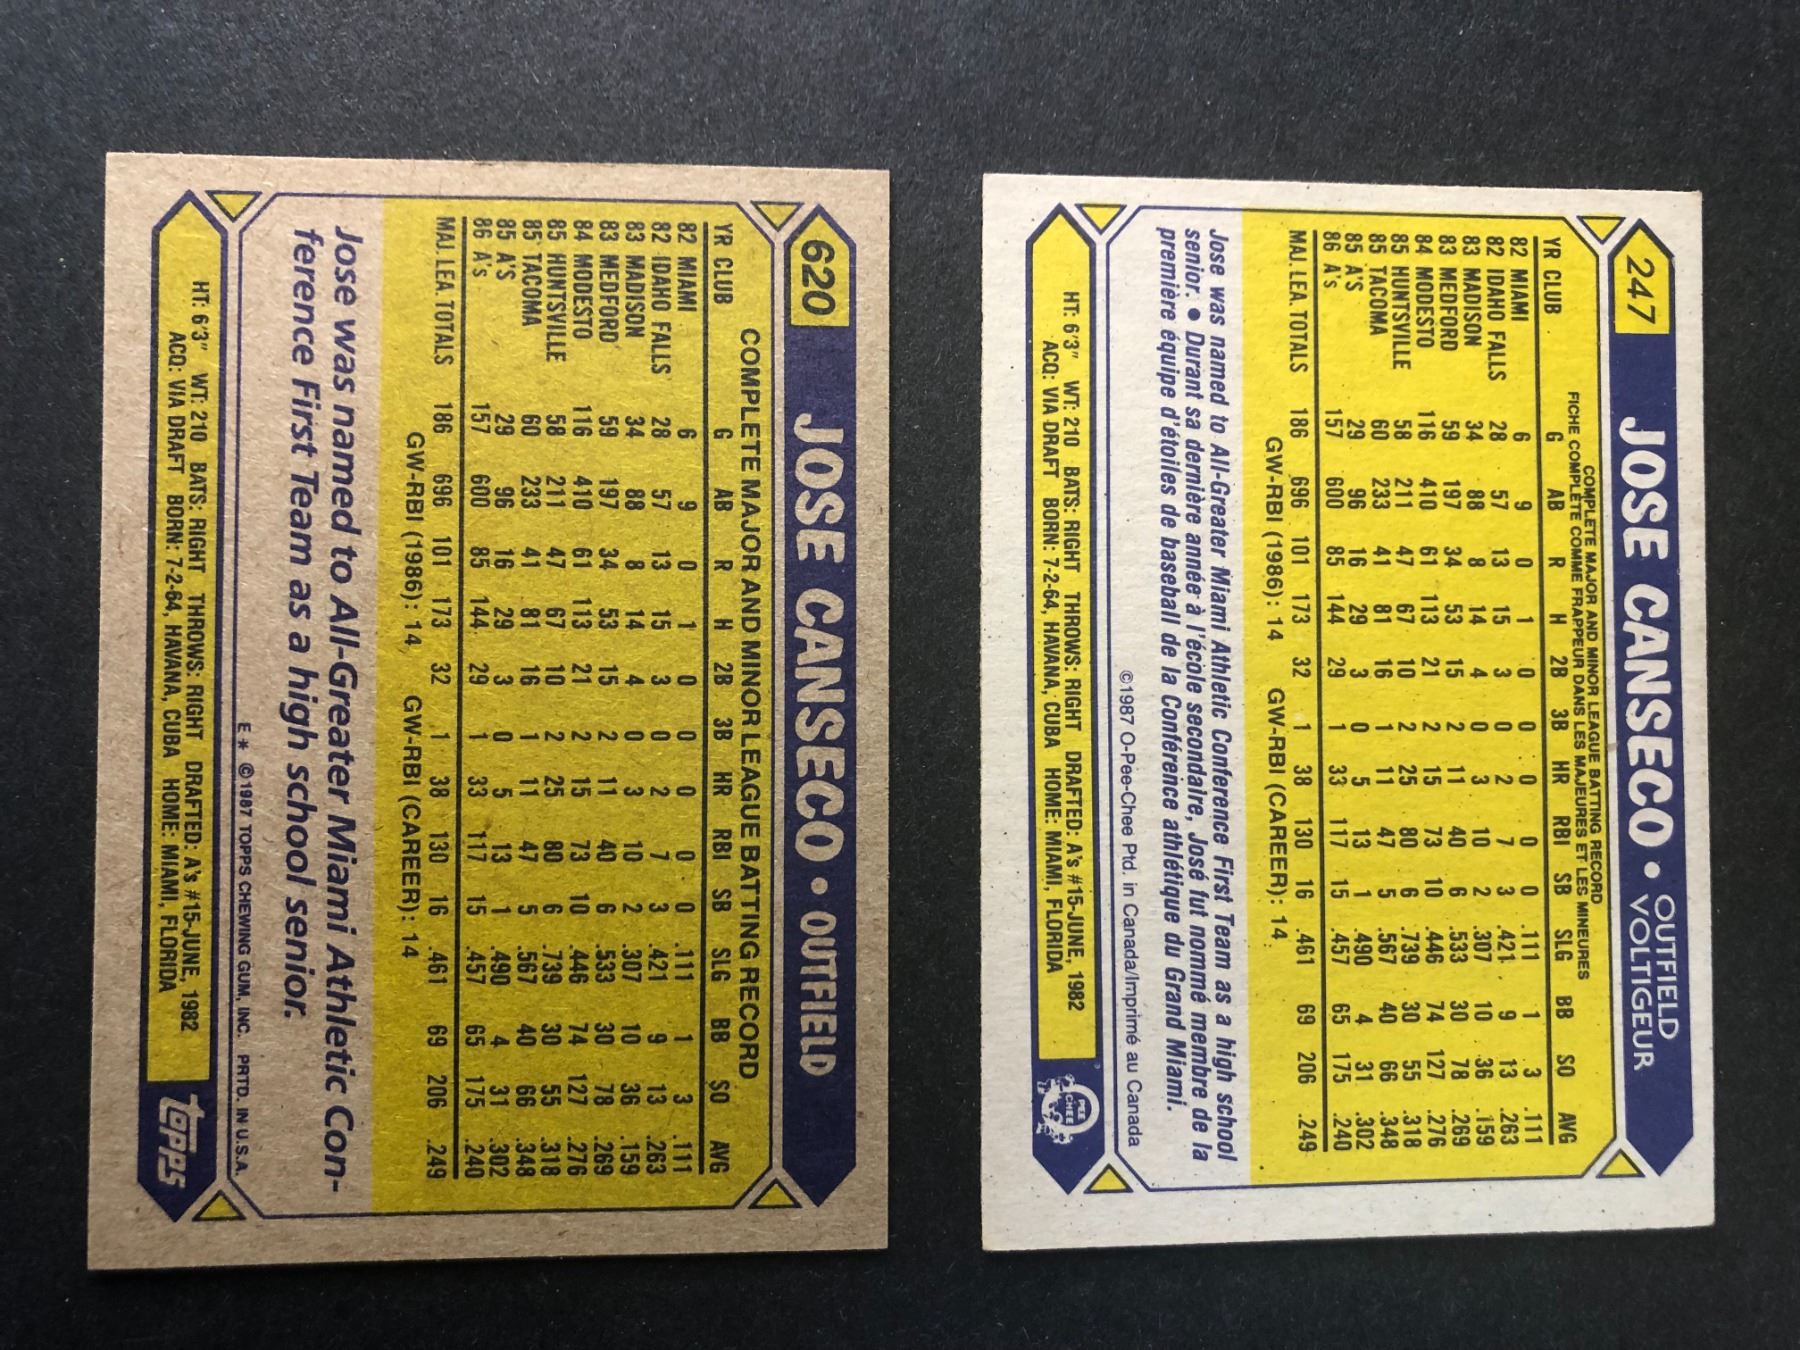 247 JOSE CANSECO • OUTFIELD
VOLTIGEUR
COMPLETE MAJOR AND MINOR LEAGUE BATTING RECORD
FICHE COMPLÈTE COMME FRAPPEUR DANS LES MAJEURES ET LES MINEURES
YR CLUB G AB R H 2B 3B HR RBI SB SLG BB SO AVG
82 MIAMI 6 9 0 1 0 0 0 0 0 .111 1 3 .111
82 IDAHO FALLS 28 57 13 15 3 0 2 7 3 .421 9 13 .263
83 MADISON 34 88 8 14 4 0 3 10 2 .307 10 36 .159
83 MEDFORD 59 197 34 53 15 2 11 40 6 .533 30 78 .269
84 MODESTO 116 410 61 113 21 2 15 73 10 .446 74 127 .276
85 HUNTSVILLE 58 211 47 67 10 2 25 80 6 .739 30 55 .318
85 TACOMA 60 233 41 81 16 1 11 47 5 .567 40 66 .348
85 A's 29 96 16 29 3 0 5 13 1 .490 4 31 .302
86 A's 157 600 85 144 29 1 33 117 15 .457 65 175 .240
MAJ. LEA. TOTALS 186 696 101 173 32 1 38 130 16 .461 69 206 .249
GW-RBI (1986): 14 GW-RBI (CAREER): 14
Jose was named to All-Greater Miami Athletic Conference First Team as a high school
senior. • Durant sa dernière année à l'école secondaire, José fut nommé membre de la
première équipe d'étoiles de baseball de la Conférence athlétique du Grand Miami.
©1987 O-Pee-Chee Ptd. in Canada/Imprimé au Canada
HT: 6'3" WT: 210 BATS: RIGHT THROWS: RIGHT DRAFTED: A's #15-JUNE, 1982
ACQ: VIA DRAFT BORN: 7-2-64, HAVANA, CUBA HOME: MIAMI, FLORIDA
O PEE CHEE
620 JOSE CANSECO • OUTFIELD
COMPLETE MAJOR AND MINOR LEAGUE BATTING RECORD
YR CLUB G AB R H 2B 3B HR RBI SB SLG BB SO AVG
82 MIAMI 6 9 0 1 0 0 0 0 0 .111 1 3 .111
82 IDAHO FALLS 28 57 13 15 3 0 2 7 3 .421 9 13 .263
83 MADISON 34 88 8 14 4 0 3 10 2 .307 10 36 .159
83 MEDFORD 59 197 34 53 15 2 11 40 6 .533 30 78 .269
84 MODESTO 116 410 61 113 21 2 15 73 10 .446 74 127 .276
85 HUNTSVILLE 58 211 47 67 10 2 25 80 6 .739 30 55 .318
85 TACOMA 60 233 41 81 16 1 11 47 5 .567 40 66 .348
85 A'S 29 96 16 29 3 0 5 13 1 .490 4 31 .302
86 A's 157 600 85 144 29 1 33 117 15 .457 65 175 .240
MAJ. LEA. TOTALS 186 696 101 173 32 1 38 130 16 .461 69 206 .249
GW-RBI (1986): 14 GW-RBI (CAREER): 14
Jose was named to All-Greater Miami Athletic Con-
ference First Team as a high school senior.
E * ©1987 TOPPS CHEWING GUM, INC. PRTD. IN U.S.A.
HT: 6'3" WT: 210 BATS: RIGHT THROWS: RIGHT DRAFTED: A's #15-JUNE, 1982
ACQ: VIA DRAFT BORN: 7-2-64, HAVANA, CUBA HOME: MIAMI, FLORIDA
topps